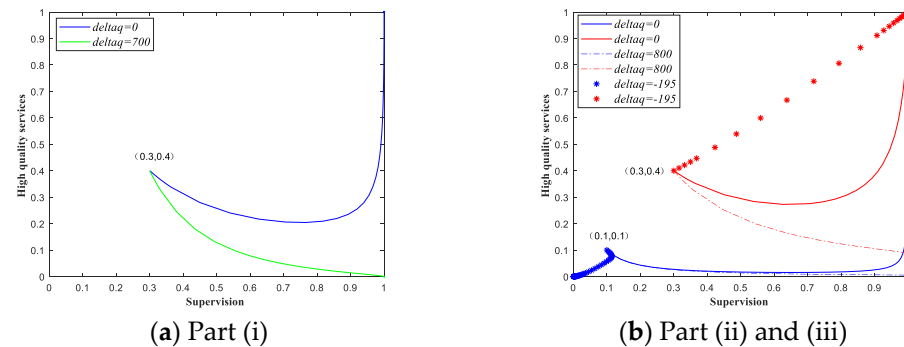 deltaq=0
deltaq=700
High quality services
1
0.9
0.8
0.7
0.6
0.5
0.4
0.3
0.2
0.1
0
(0.3,0.4)
0 0.1 0.2 0.3 0.4 0.5 0.6 0.7 0.8 0.9 1
Supervision
(a) Part (i)
deltaq=0
deltaq=0
deltaq=800
deltaq=800
deltaq=-195
deltaq=-195
High quality services
1
0.9
0.8
0.7
0.6
0.5
0.4
0.3
0.2
0.1
0
(0.3,0.4)
(0.1,0.1)
0 0.1 0.2 0.3 0.4 0.5 0.6 0.7 0.8 0.9
Supervision
(b) Part (ii) and (iii)